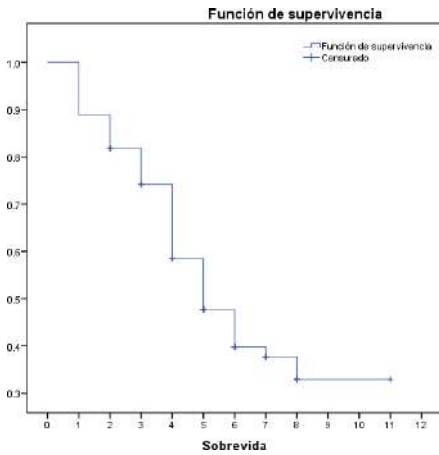 Función de supervivencia
Función de supervivencia
Censurado
1.0
0.9
0.8
0.7
0.6
0.5
0.4
0.3
0 1 2 3 4 5 6 7 8 9 10 11 12
Sobrevida